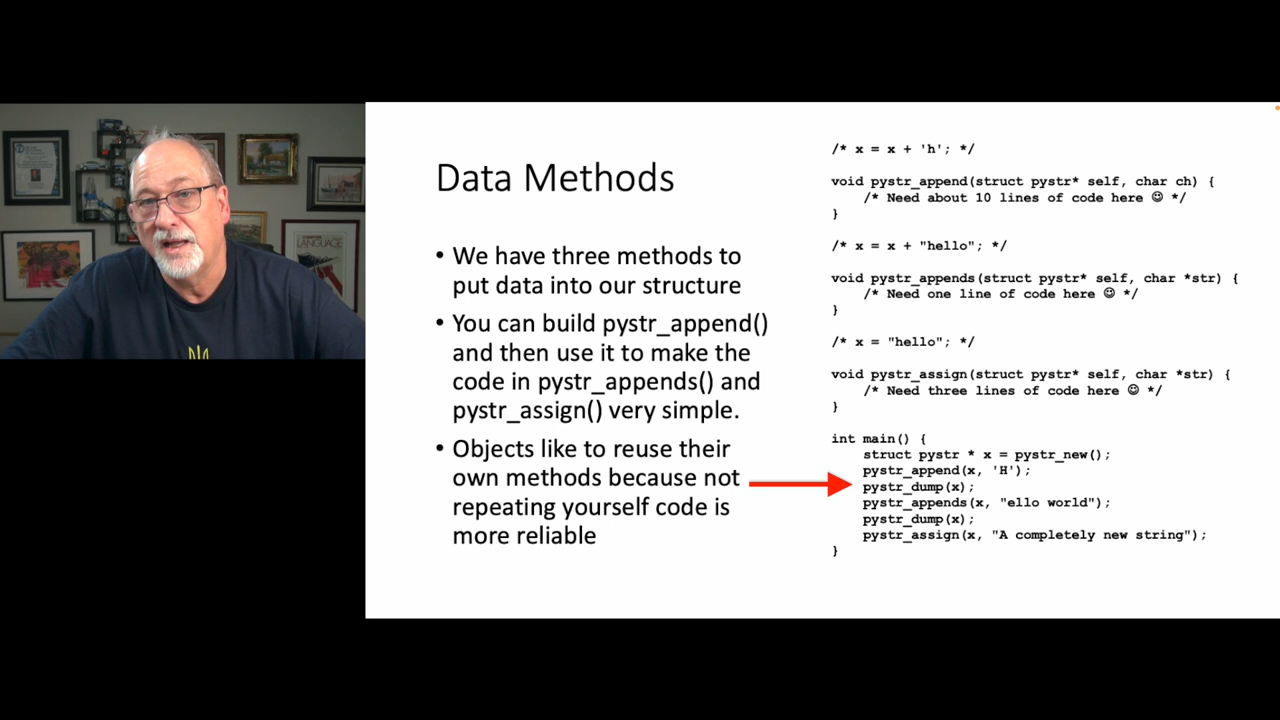 LANGUAGE
Data Methods
• We have three methods to
put data into our structure
• You can build pystr_append()
and then use it to make the
code in pystr_appends() and
pystr_assign() very simple.
• Objects like to reuse their
own methods because not
repeating yourself code is
more reliable
/* x = x + 'h'; */
void pystr_append(struct pystr* self, char ch) {
/* Need about 10 lines of code here ☺ */
}
/* x = x + "hello"; */
void pystr_appends(struct pystr* self, char *str) {
/* Need one line of code here ☺ */
}
/* x = "hello"; */
void pystr_assign(struct pystr* self, char *str) {
/* Need three lines of code here ☺ */
}
int main() {
struct pystr * x = pystr_new();
pystr_append(x, 'H');
pystr_dump(x);
pystr_appends(x, "ello world");
pystr_dump(x);
pystr_assign(x, "A completely new string");
}